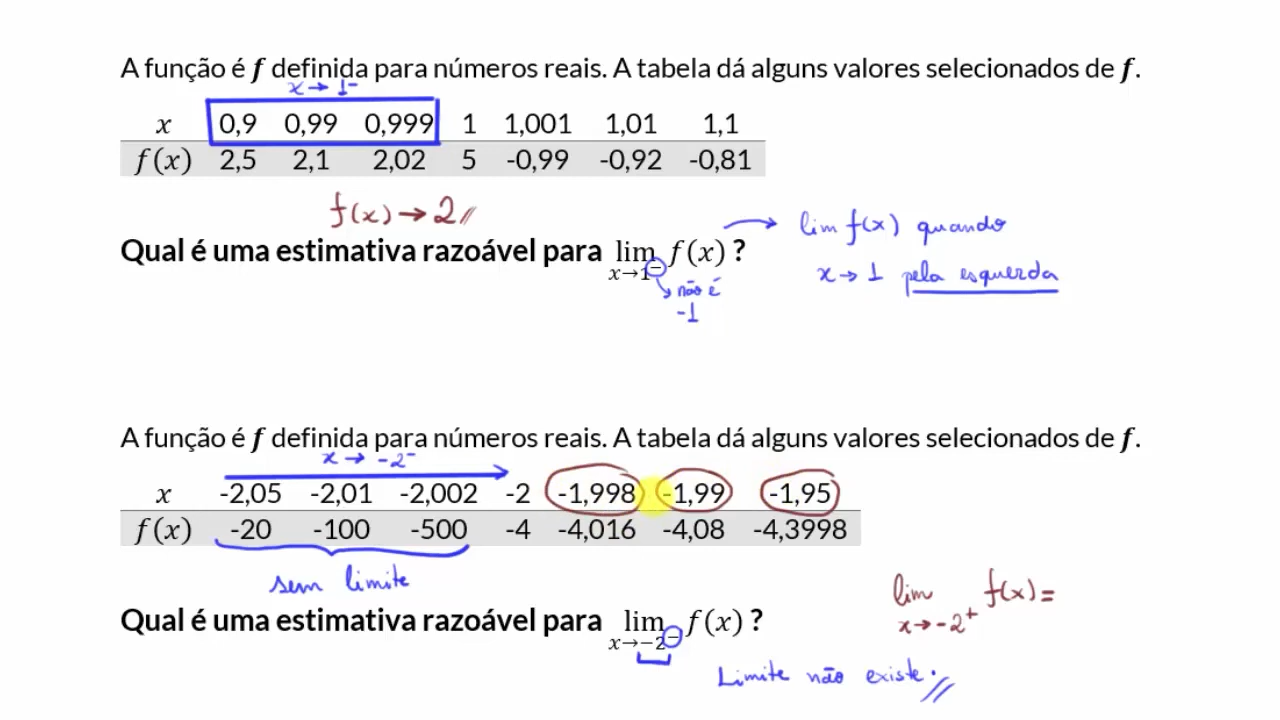 A função é f definida para números reais. A tabela dá alguns valores selecionados de f.
x → 1⁻
x 0,9 0,99 0,999 1 1,001 1,01 1,1
f(x) 2,5 2,1 2,02 5 -0,99 -0,92 -0,81
f(x) → 2 //
Qual é uma estimativa razoável para lim x→1⁻ f(x) ?
→ lim f(x) quando
x → 1 pela esquerda
↳ não é
-1
A função é f definida para números reais. A tabela dá alguns valores selecionados de f.
x → -2⁻
x -2,05 -2,01 -2,002 -2 -1,998 -1,99 -1,95
f(x) -20 -100 -500 -4 -4,016 -4,08 -4,3998
sem limite
lim x→-2⁺ f(x) =
Qual é uma estimativa razoável para lim x→−2⁻ f(x) ?
Limite não existe. //